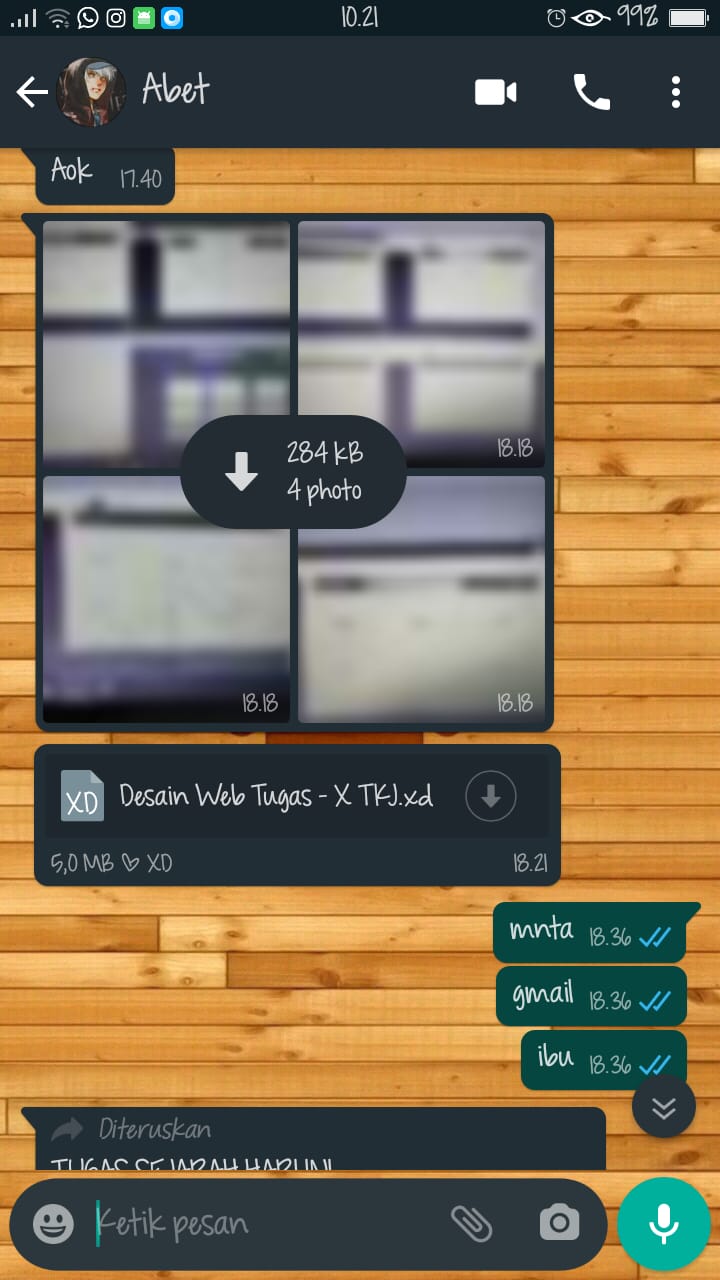 10.21
99%
Abet
Aok 17.40
284 kB
4 photo
18.18
18.18
18.18
XD Desain Web Tugas - X TKJ.xd
5,0 MB XD 18.21
mnta 18.36
gmail 18.36
ibu 18.36
Diteruskan
TUGAS SEJARAH HARI INI
Ketik pesan